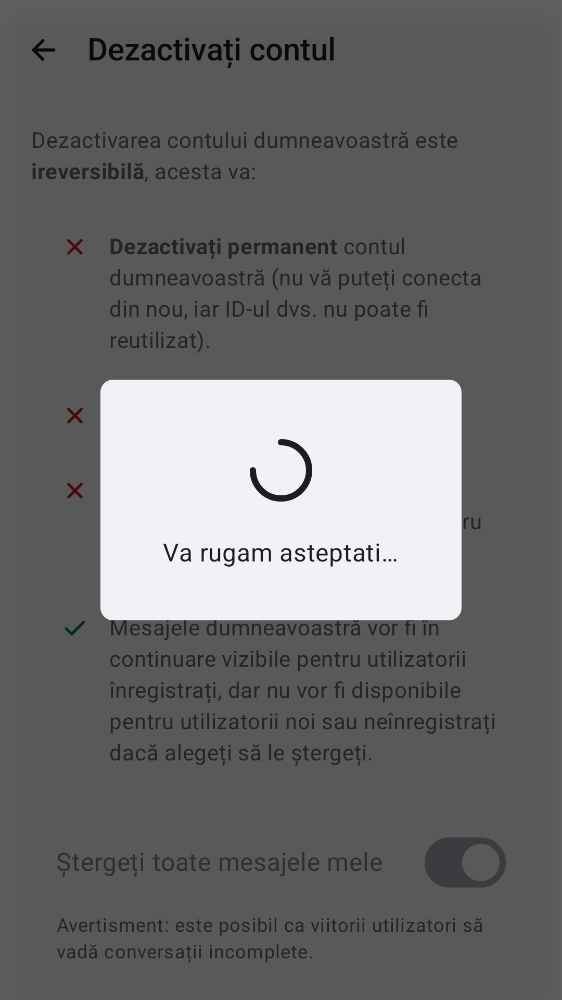 Dezactivați contul
Dezactivarea contului dumneavoastră este
ireversibilă, acesta va:
Dezactivați permanent contul
dumneavoastră (nu vă puteți conecta
din nou, iar ID-ul dvs. nu poate fi
reutilizat).
ru
Va rugam asteptati...
Mesajele dumneavoastră vor fi în
continuare vizibile pentru utilizatorii
înregistrați, dar nu vor fi disponibile
pentru utilizatorii noi sau neînregistrați
dacă alegeți să le ștergeți.
Ștergeți toate mesajele mele
Avertisment: este posibil ca viitorii utilizatori să
vadă conversații incomplete.